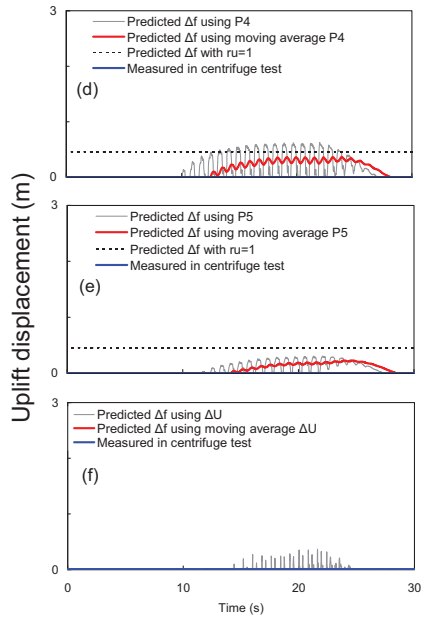 3
Predicted Δf using P4
Predicted Δf using moving average P4
Predicted Δf with ru=1
Measured in centrifuge test
(d)
0
3
Predicted Δf using P5
Predicted Δf using moving average P5
Predicted Δf with ru=1
Measured in centrifuge test
(e)
0
Uplift displacement (m)
3
Predicted Δf using ΔU
Predicted Δf using moving average ΔU
Measured in centrifuge test
(f)
0
0 10 20 30
Time (s)